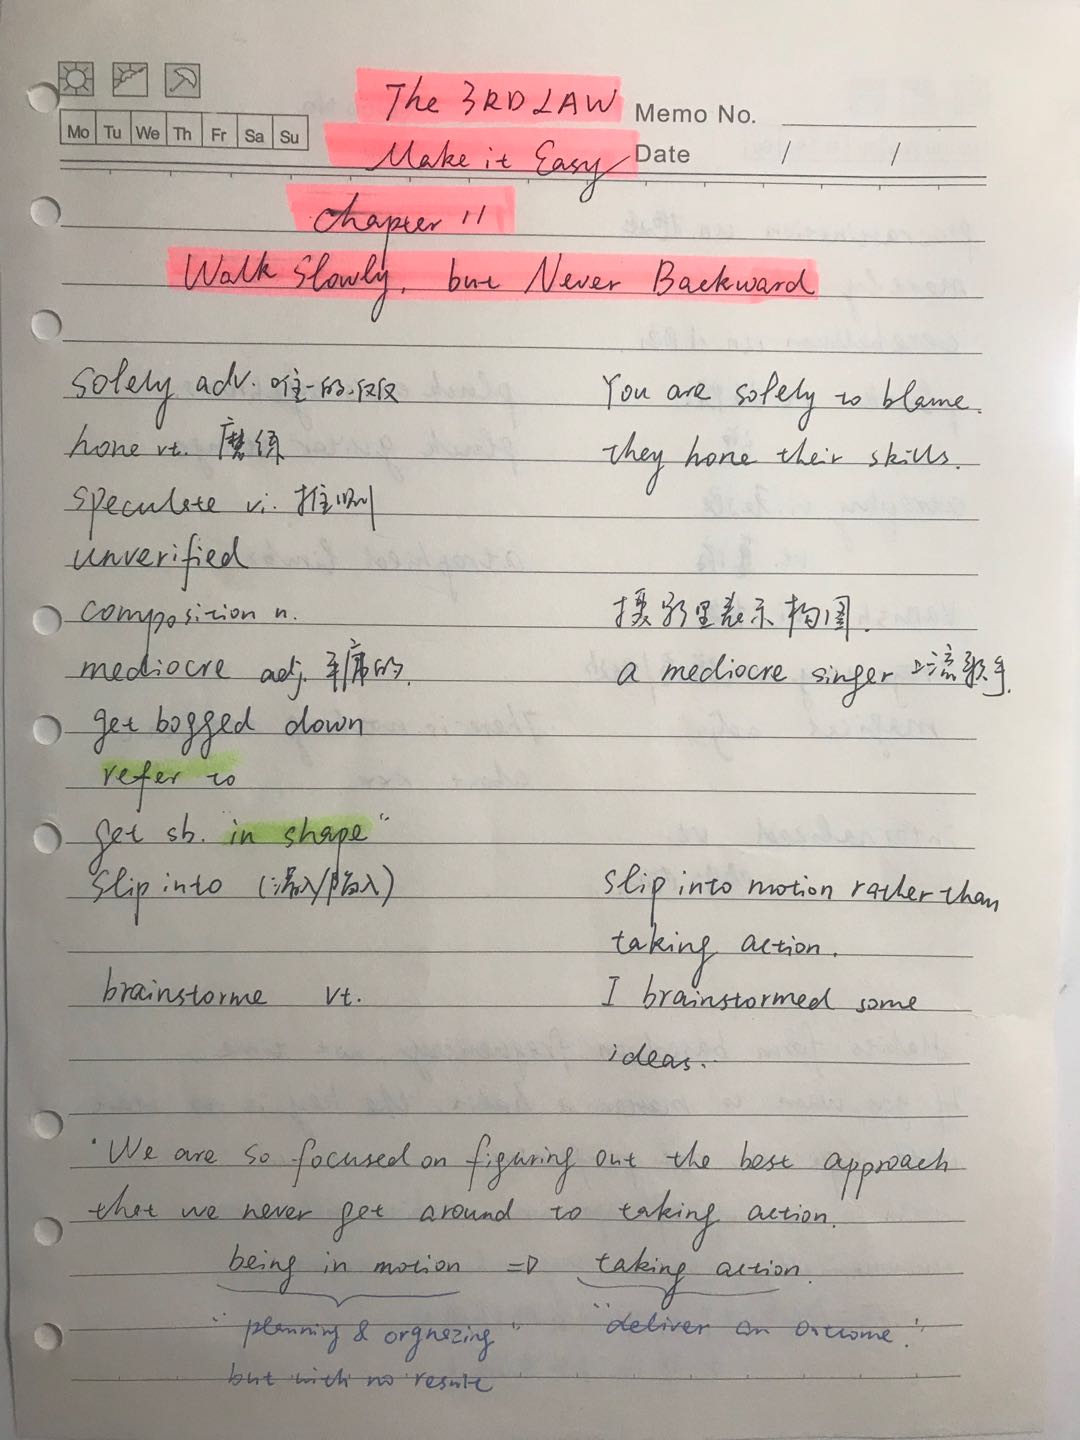 The 3RD LAW
Memo No.
Mo Tu We Th Fr Sa Su
Make it Easy
Date / /
Chapter 11
Walk Slowly, but Never Backward
solely adv. 唯一的.仅仅
You are solely to blame.
hone vt. 磨练
they hone their skills.
speculate vi. 推测
unverified
composition n.
摄影里表示构图.
mediocre adj. 平庸的.
a mediocre singer 二流歌手.
get bogged down
refer to
get sb. "in shape"
slip into (滑入/陷入)
slip into motion rather than
taking action.
brainstorme vt.
I brainstormed some
ideas.
"We are so focused on figuring out the best approach
that we never get around to taking action.
being in motion => taking action.
"planning & orgnezing" "deliver an outcome."
but with no result